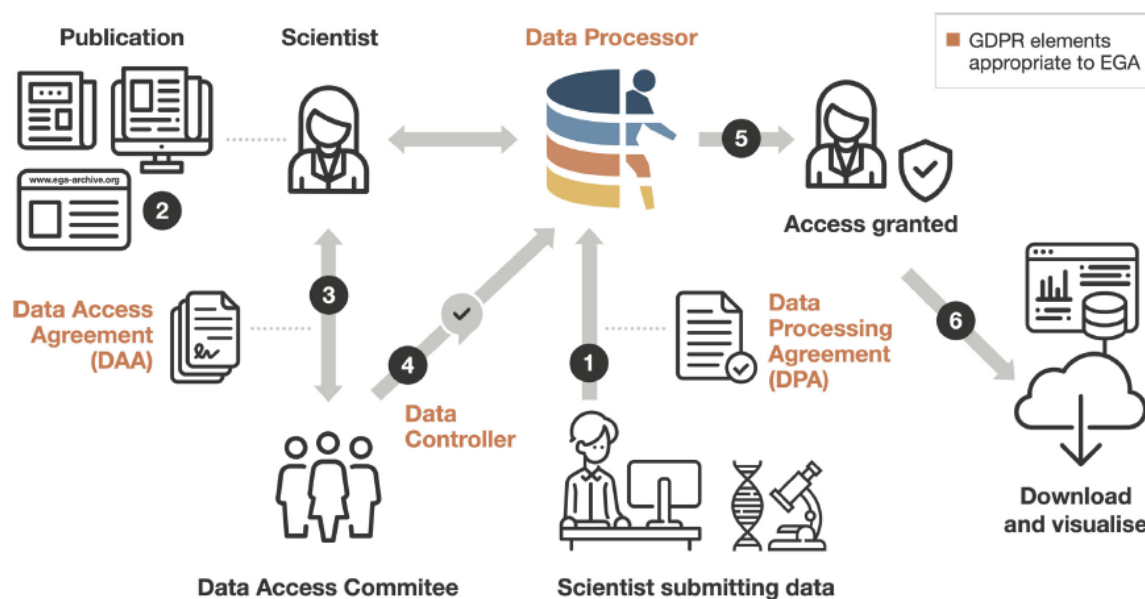 Publication
Scientist
Data Processor
GDPR elements
appropriate to EGA
www.ega-archive.org
2
5
Access granted
Data Access
Agreement
(DAA)
3
4
Data
Controller
1
Data
Processing
Agreement
(DPA)
6
Download
and visualise
Data Access Commitee
Scientist submitting data